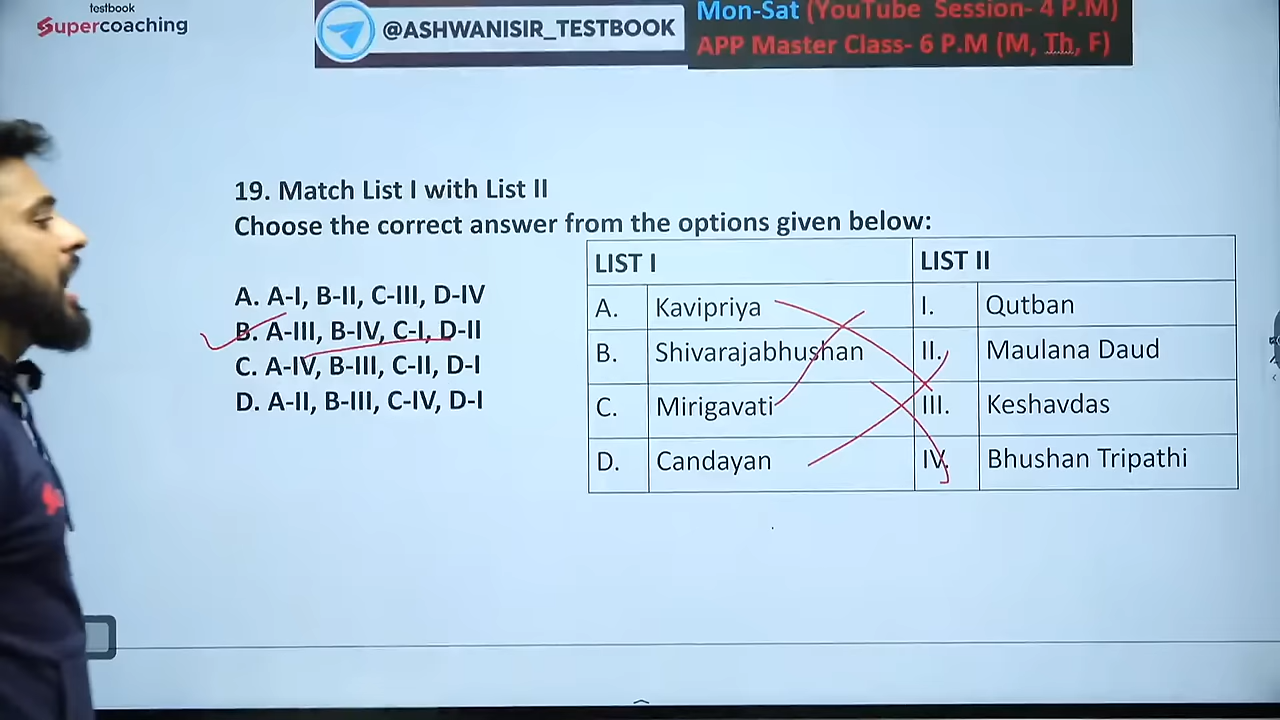 testbook
Supercoaching
@ASHWANISIR_TESTBOOK
Mon-Sat (YouTube Session- 4 P.M)
APP Master Class- 6 P.M (M, Th, F)
19. Match List I with List II
Choose the correct answer from the options given below:
A. A-I, B-II, C-III, D-IV
B. A-III, B-IV, C-I, D-II
C. A-IV, B-III, C-II, D-I
D. A-II, B-III, C-IV, D-I
LIST I LIST II
A. Kavipriya I. Qutban
B. Shivarajabhushan II. Maulana Daud
C. Mirigavati III. Keshavdas
D. Candayan IV. Bhushan Tripathi